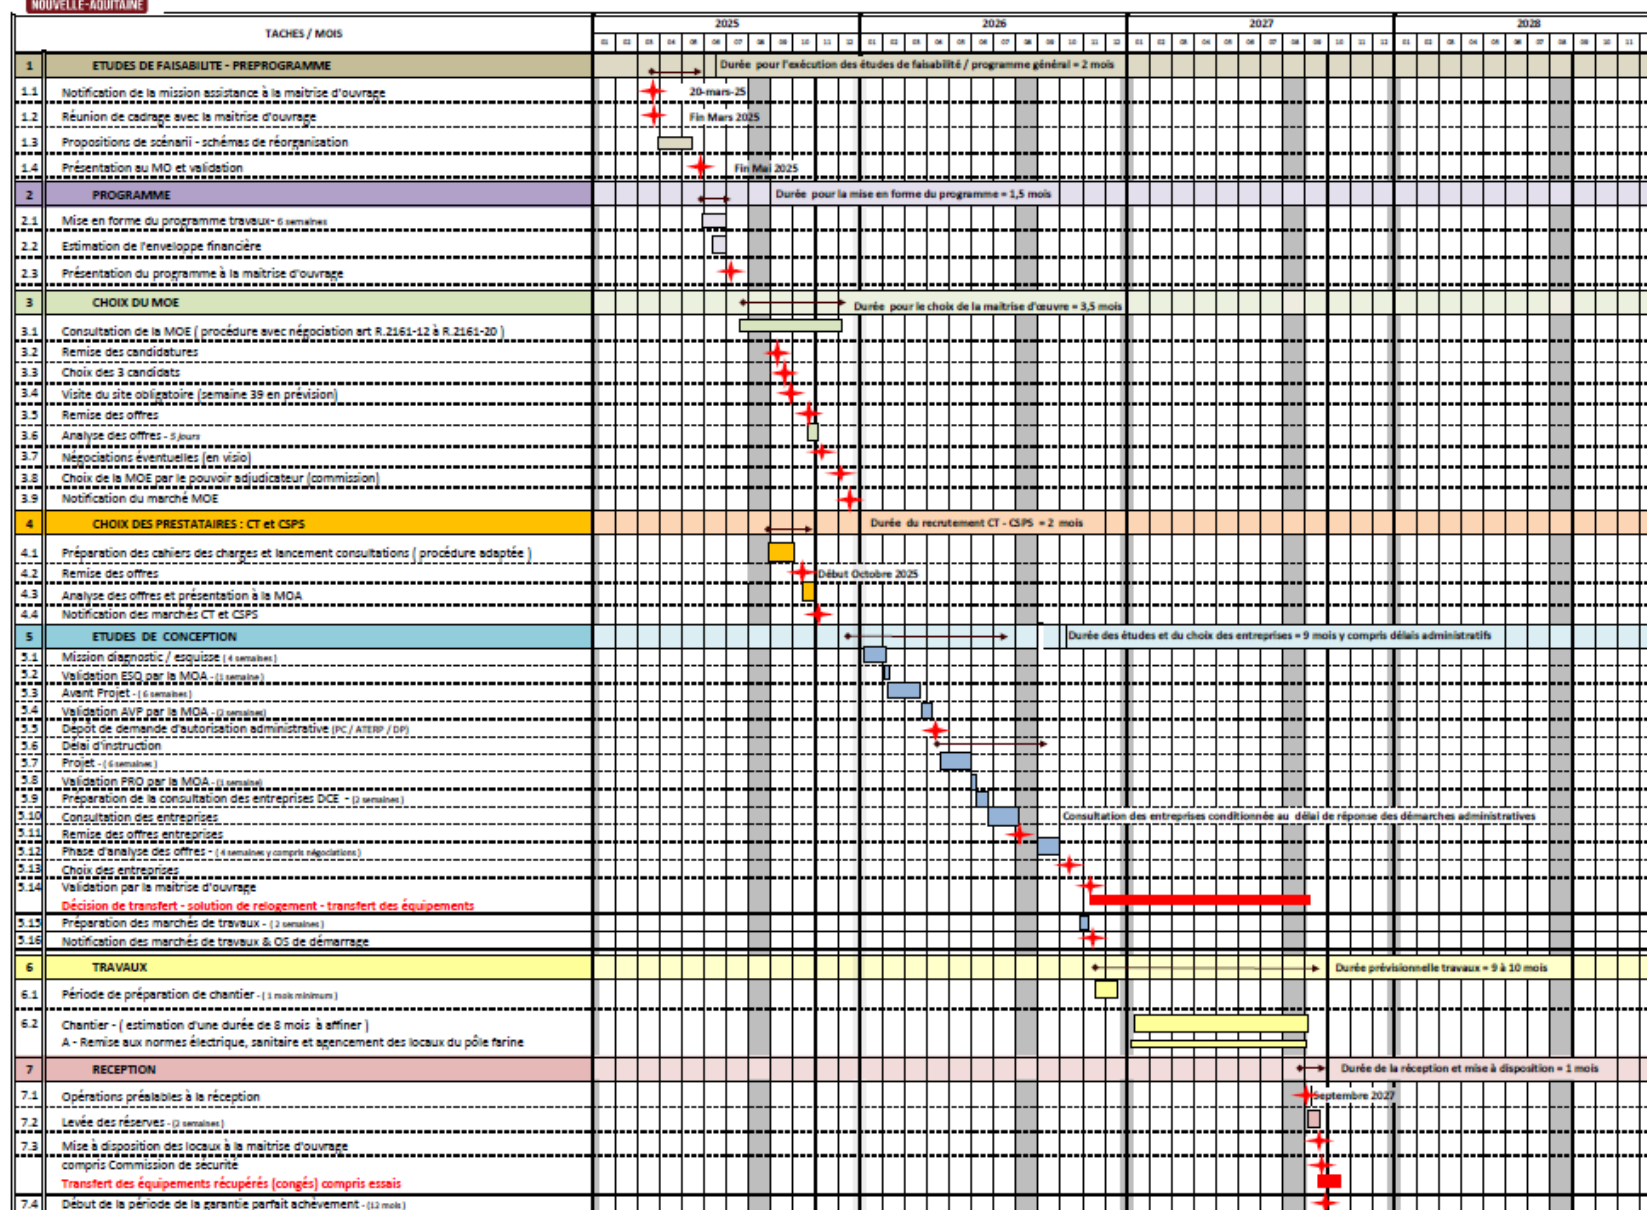 NOUVELLE-AQUITAINE
TACHES / MOIS
2025
2026
2027
2028
1 ETUDES DE FAISABILITE - PREPROGRAMME Durée pour l'exécution des études de faisabilité / programme général = 2 mois
1.1 Notification de la mission assistance à la maitrise d'ouvrage 20-mars-25
1.2 Réunion de cadrage avec la maitrise d'ouvrage Fin Mars 2025
1.3 Propositions de scénarii - schémas de réorganisation
1.4 Présentation au MO et validation Fin Mai 2025
2 PROGRAMME Durée pour la mise en forme du programme = 1,5 mois
2.1 Mise en forme du programme travaux- 6 semaines
2.2 Estimation de l'enveloppe financière
2.3 Présentation du programme à la maitrise d'ouvrage
3 CHOIX DU MOE Durée pour le choix de la maîtrise d'œuvre = 3,5 mois
3.1 Consultation de la MOE ( procédure avec négociation art R.2161-12 à R.2161-20 )
3.2 Remise des candidatures
3.3 Choix des 3 candidats
3.4 Visite du site obligatoire (semaine 39 en prévision)
3.5 Remise des offres
3.6 Analyse des offres - 5 jours
3.7 Négociations éventuelles (en visio)
3.8 Choix de la MOE par le pouvoir adjudicateur (commission)
3.9 Notification du marché MOE
4 CHOIX DES PRESTATAIRES : CT et CSPS Durée du recrutement CT - CSPS = 2 mois
4.1 Préparation des cahiers des charges et lancement consultations ( procédure adaptée )
4.2 Remise des offres Début Octobre 2025
4.3 Analyse des offres et présentation à la MOA
4.4 Notification des marchés CT et CSPS
5 ETUDES DE CONCEPTION Durée des études et du choix des entreprises = 9 mois y compris délais administratifs
5.1 Mission diagnostic / esquisse ( 4 semaines )
5.2 Validation ESQ par la MOA - (1 semaine )
5.3 Avant Projet - ( 6 semaines )
5.4 Validation AVP par la MOA - (2 semaines)
5.5 Dépôt de demande d'autorisation administrative (PC / ATERP / DP)
5.6 Délai d'instruction
5.7 Projet - ( 6 semaines )
5.8 Validation PRO par la MOA - (1 semaine)
5.9 Préparation de la consultation des entreprises DCE - (2 semaines )
5.10 Consultation des entreprises Consultation des entreprises conditionnée au délai de réponse des démarches administratives
5.11 Remise des offres entreprises
5.12 Phase d'analyse des offres - ( 4 semaines y compris négociations )
5.13 Choix des entreprises
5.14 Validation par la maitrise d'ouvrage
Décision de transfert - solution de relogement - transfert des équipements
5.15 Préparation des marchés de travaux - ( 2 semaines )
5.16 Notification des marchés de travaux & OS de démarrage
6 TRAVAUX Durée prévisionnelle travaux = 9 à 10 mois
6.1 Période de préparation de chantier - ( 1 mois minimum )
6.2 Chantier - ( estimation d'une durée de 8 mois à affiner )
A - Remise aux normes électrique, sanitaire et agencement des locaux du pôle farine
7 RECEPTION Durée de la réception et mise à disposition = 1 mois
7.1 Opérations préalables à la réception Septembre 2027
7.2 Levée des réserves - (2 semaines )
7.3 Mise à disposition des locaux à la maitrise d'ouvrage
compris Commission de sécurité
Transfert des équipements récupérés (congés) compris essais
7.4 Début de la période de la garantie parfait achèvement - (12 mois )